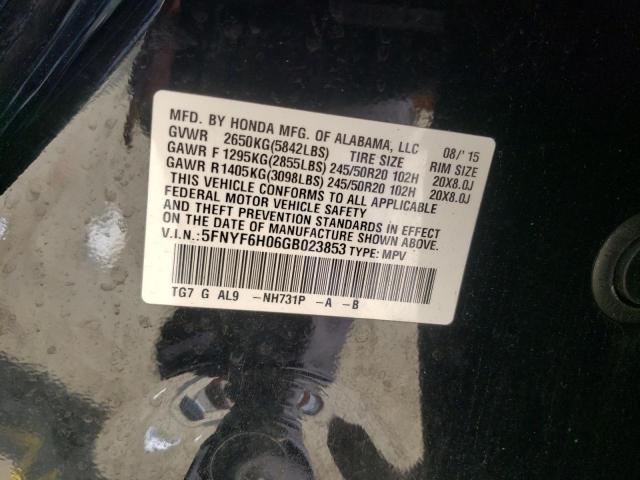 MFD. BY HONDA MFG. OF ALABAMA, LLC 08/'15
GVWR 2650KG(5842LBS) TIRE SIZE RIM SIZE
GAWR F 1295KG(2855LBS) 245/50R20 102H 20X8.0J
GAWR R 1405KG(3098LBS) 245/50R20 102H 20X8.0J
THIS VEHICLE CONFORMS TO ALL APPLICABLE
FEDERAL MOTOR VEHICLE SAFETY
AND THEFT PREVENTION STANDARDS IN EFFECT
ON THE DATE OF MANUFACTURE SHOWN ABOVE.
V.I.N.:5FNYF6H06GB023853 TYPE: MPV
TG7 G AL9 -NH731P -A -B